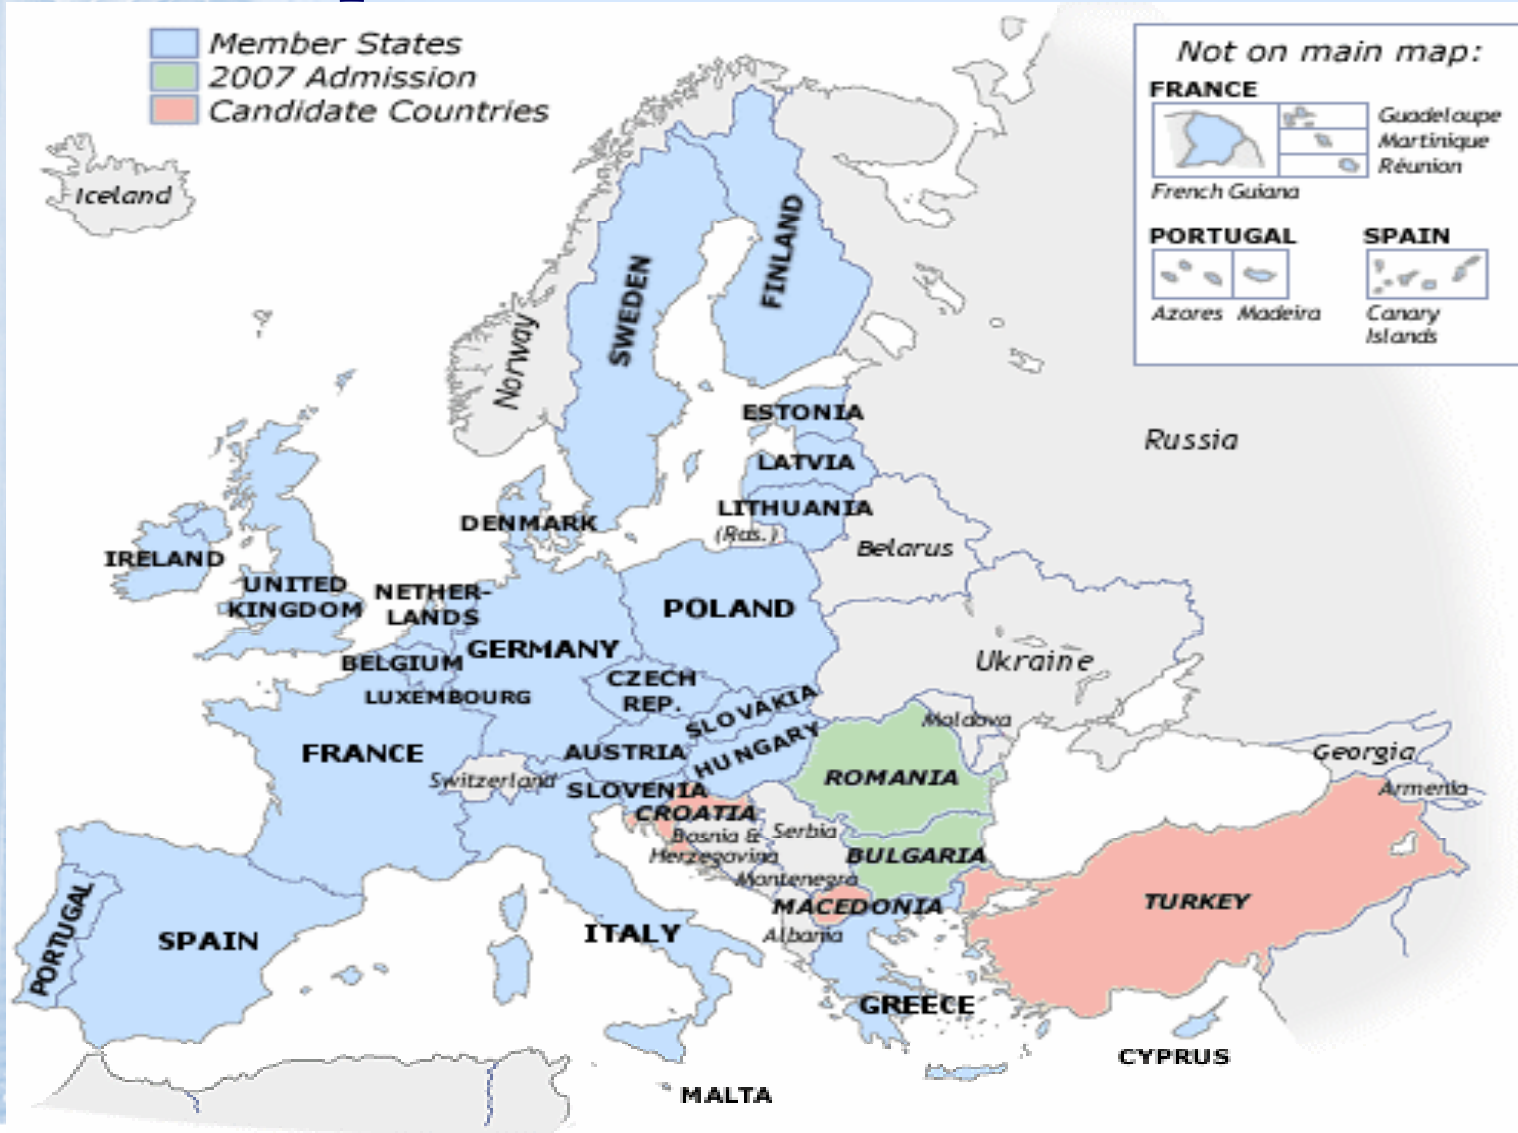 Member States
2007 Admission
Candidate Countries
Not on main map:
FRANCE
Guadeloupe
Martinique
Réunion
French Guiana
PORTUGAL
SPAIN
Azores
Madeira
Canary
Islands
Iceland
Norway
SWEDEN
FINLAND
Russia
ESTONIA
LATVIA
LITHUANIA
(Ras.)
DENMARK
Belarus
IRELAND
UNITED
KINGDOM
NETHER-
LANDS
POLAND
GERMANY
BELGIUM
LUXEMBOURG
CZECH
REP.
Ukraine
SLOVAKIA
Moldova
FRANCE
AUSTRIA
HUNGARY
Switzerland
SLOVENIA
ROMANIA
Georgia
Armenia
CROATIA
Bosnia &
Herzegovina
Serbia
BULGARIA
Montenegro
MACEDONIA
TURKEY
Albania
PORTUGAL
SPAIN
ITALY
GREECE
CYPRUS
MALTA